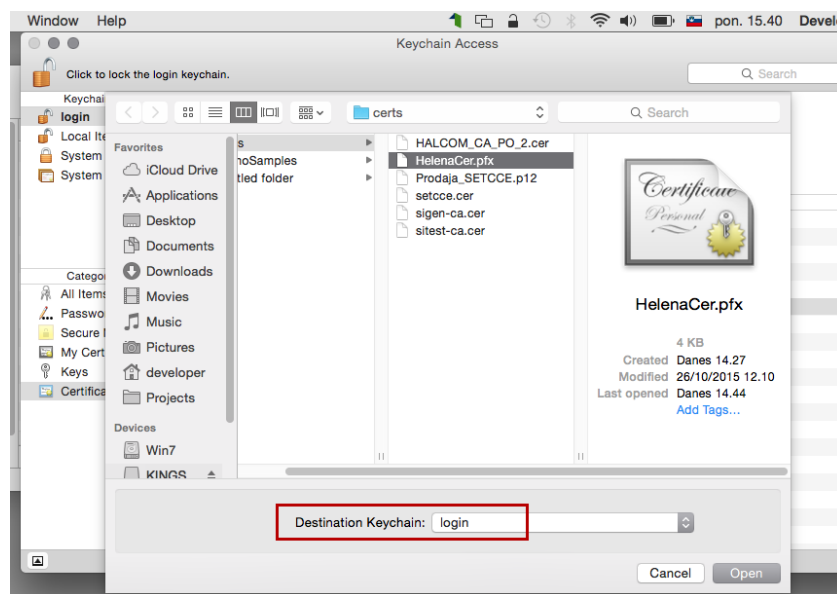 Window Help
pon. 15.40 Devel
Keychain Access
Click to lock the login keychain.
Search
Keychai
login
Local Ite
System
System
Catego
All Items
Passwo
Secure N
My Cert
Keys
Certifica
certs
Search
Favorites
iCloud Drive
Applications
Desktop
Documents
Downloads
Movies
Music
Pictures
developer
Projects
Devices
Win7
KINGS
s
noSamples
tled folder
HALCOM_CA_PO_2.cer
HelenaCer.pfx
Prodaja_SETCCE.p12
setcce.cer
sigen-ca.cer
sitest-ca.cer
Certificate
Personal
HelenaCer.pfx
4 KB
Created Danes 14.27
Modified 26/10/2015 12.10
Last opened Danes 14.44
Add Tags…
Destination Keychain: login
Cancel Open